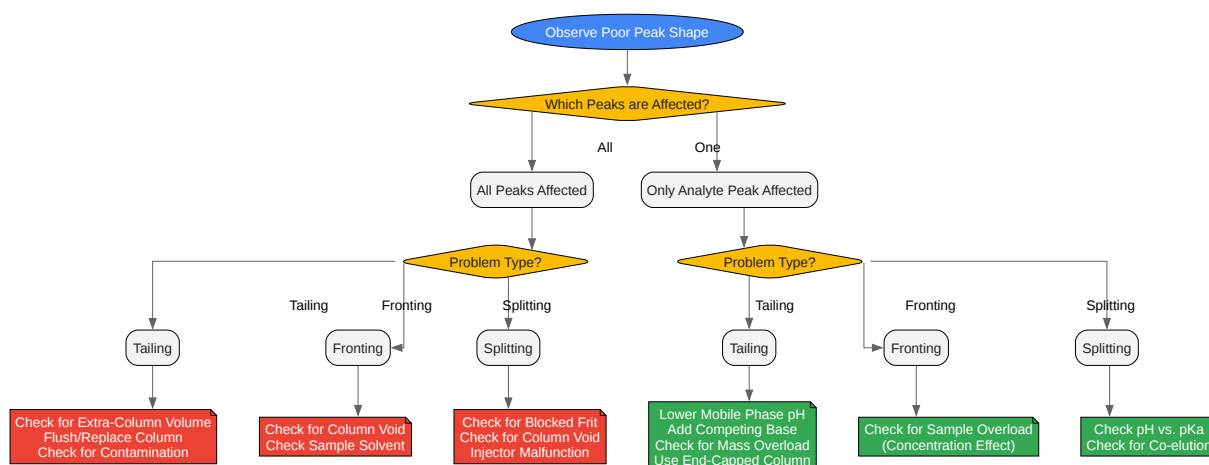 Observe Poor Peak Shape
Which Peaks are Affected?
All
One
All Peaks Affected
Only Analyte Peak Affected
Problem Type?
Problem Type?
Tailing
Fronting
Splitting
Tailing
Fronting
Splitting
Tailing
Fronting
Splitting
Tailing
Fronting
Splitting
Check for Extra-Column Volume
Flush/Replace Column
Check for Contamination
Check for Column Void
Check Sample Solvent
Check for Blocked Frit
Check for Column Void
Injector Malfunction
Lower Mobile Phase pH
Add Competing Base
Check for Mass Overload
Use End-Capped Column
Check for Sample Overload
(Concentration Effect)
Check pH vs. pKa
Check for Co-elution